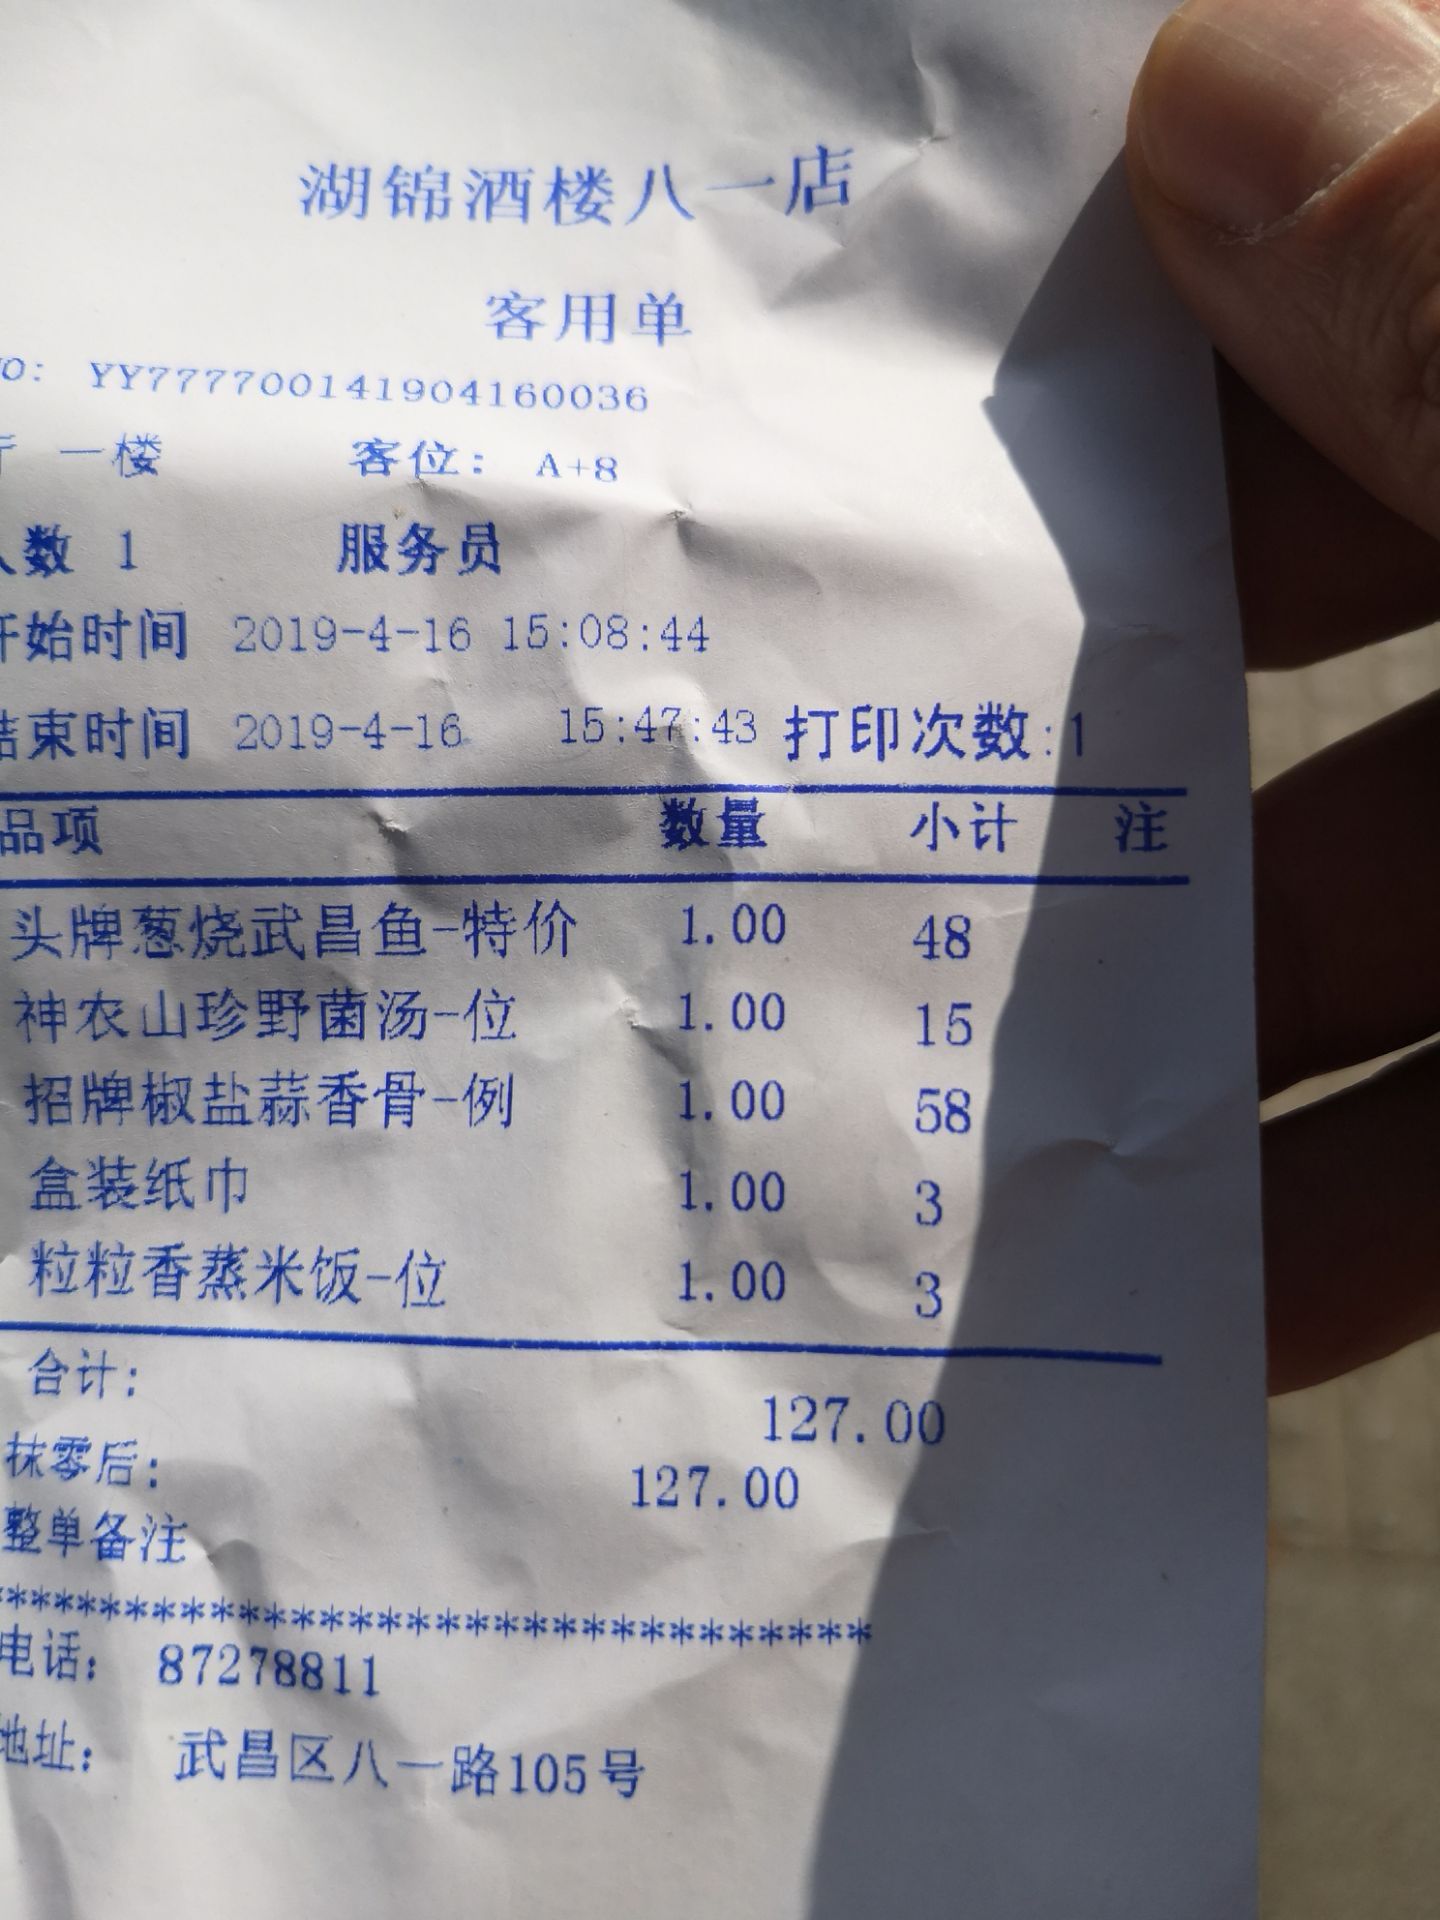 湖锦酒楼八一店
客用单
O: YY777700141904160036
厅 一楼 客位: A+8
人数 1 服务员
开始时间 2019-4-16 15:08:44
结束时间 2019-4-16 15:47:43 打印次数:1
品项 数量 小计 注
头牌葱烧武昌鱼-特价 1.00 48
神农山珍野菌汤-位 1.00 15
招牌椒盐蒜香骨-例 1.00 58
盒装纸巾 1.00 3
粒粒香蒸米饭-位 1.00 3
合计: 127.00
抹零后: 127.00
整单备注
*******************************
电话: 87278811
地址: 武昌区八一路105号